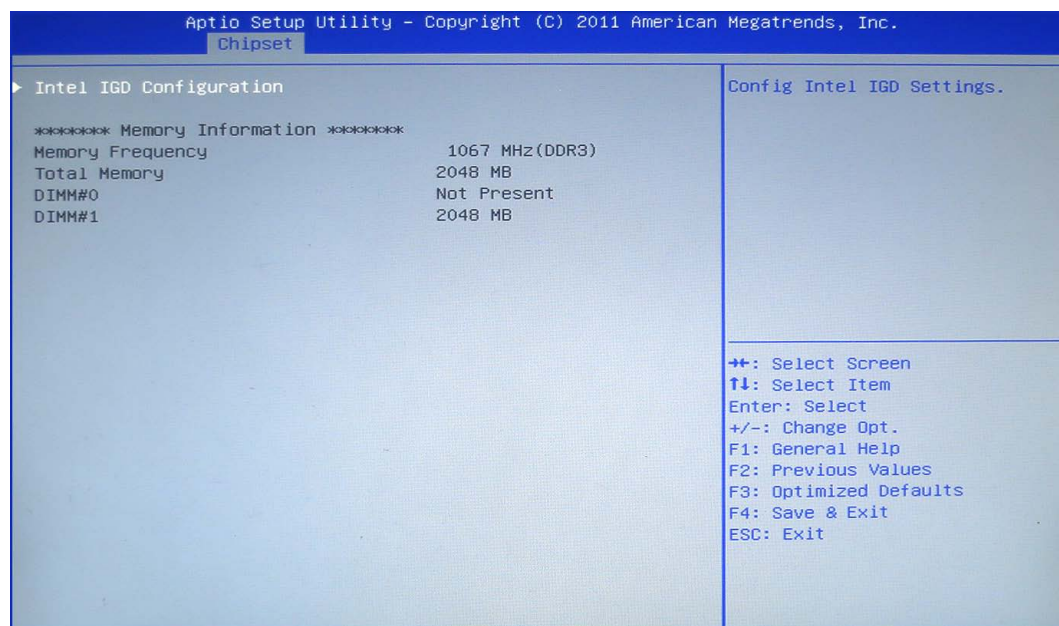 Aptio Setup Utility – Copyright (C) 2011 American Megatrends, Inc.
Chipset
▶ Intel IGD Configuration
******* Memory Information *******
Memory Frequency 1067 MHz(DDR3)
Total Memory 2048 MB
DIMM#0 Not Present
DIMM#1 2048 MB
Config Intel IGD Settings.
→←: Select Screen
↑↓: Select Item
Enter: Select
+/-: Change Opt.
F1: General Help
F2: Previous Values
F3: Optimized Defaults
F4: Save & Exit
ESC: Exit